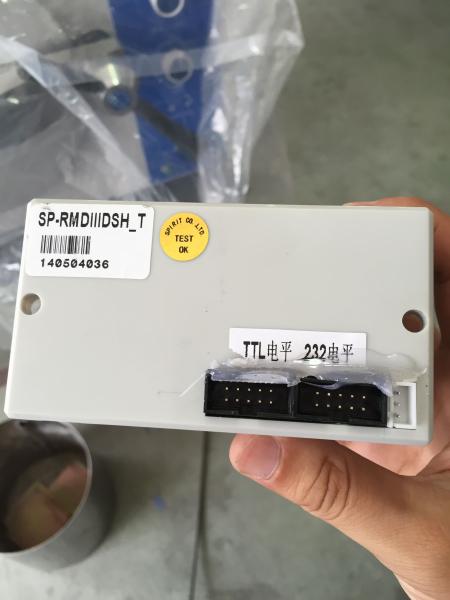 SP-RMDIIIDSH_T
140504036
SPIRIT CO.,LTD
TEST
OK
TTL电平 232电平